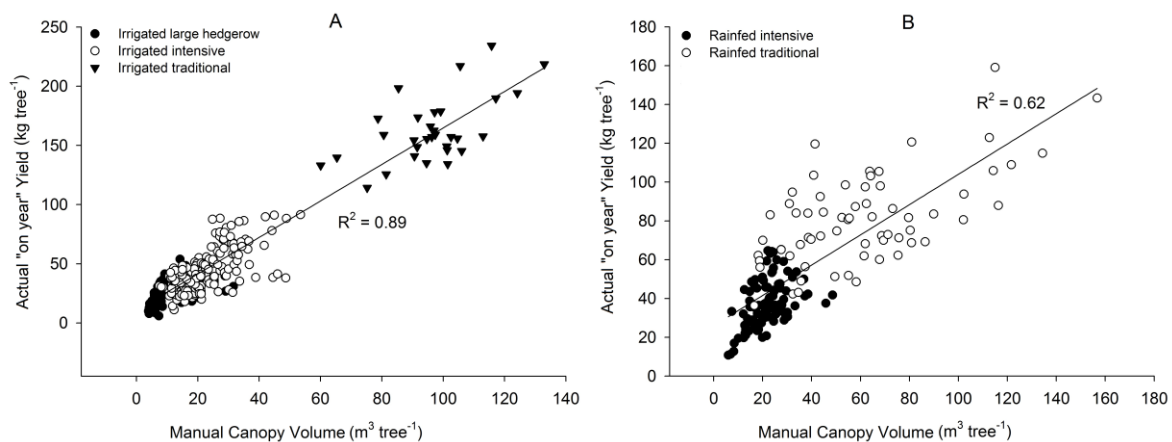 A
Irrigated large hedgerow
Irrigated intensive
Irrigated traditional
R² = 0.89
Actual "on year" Yield (kg tree⁻¹)
250
200
150
100
50
0
0 20 40 60 80 100 120 140
Manual Canopy Volume (m³ tree⁻¹)
B
Rainfed intensive
Rainfed traditional
R² = 0.62
Actual "on year" Yield (kg tree⁻¹)
180
160
140
120
100
80
60
40
20
0
0 20 40 60 80 100 120 140 160 180
Manual Canopy Volume (m³ tree⁻¹)